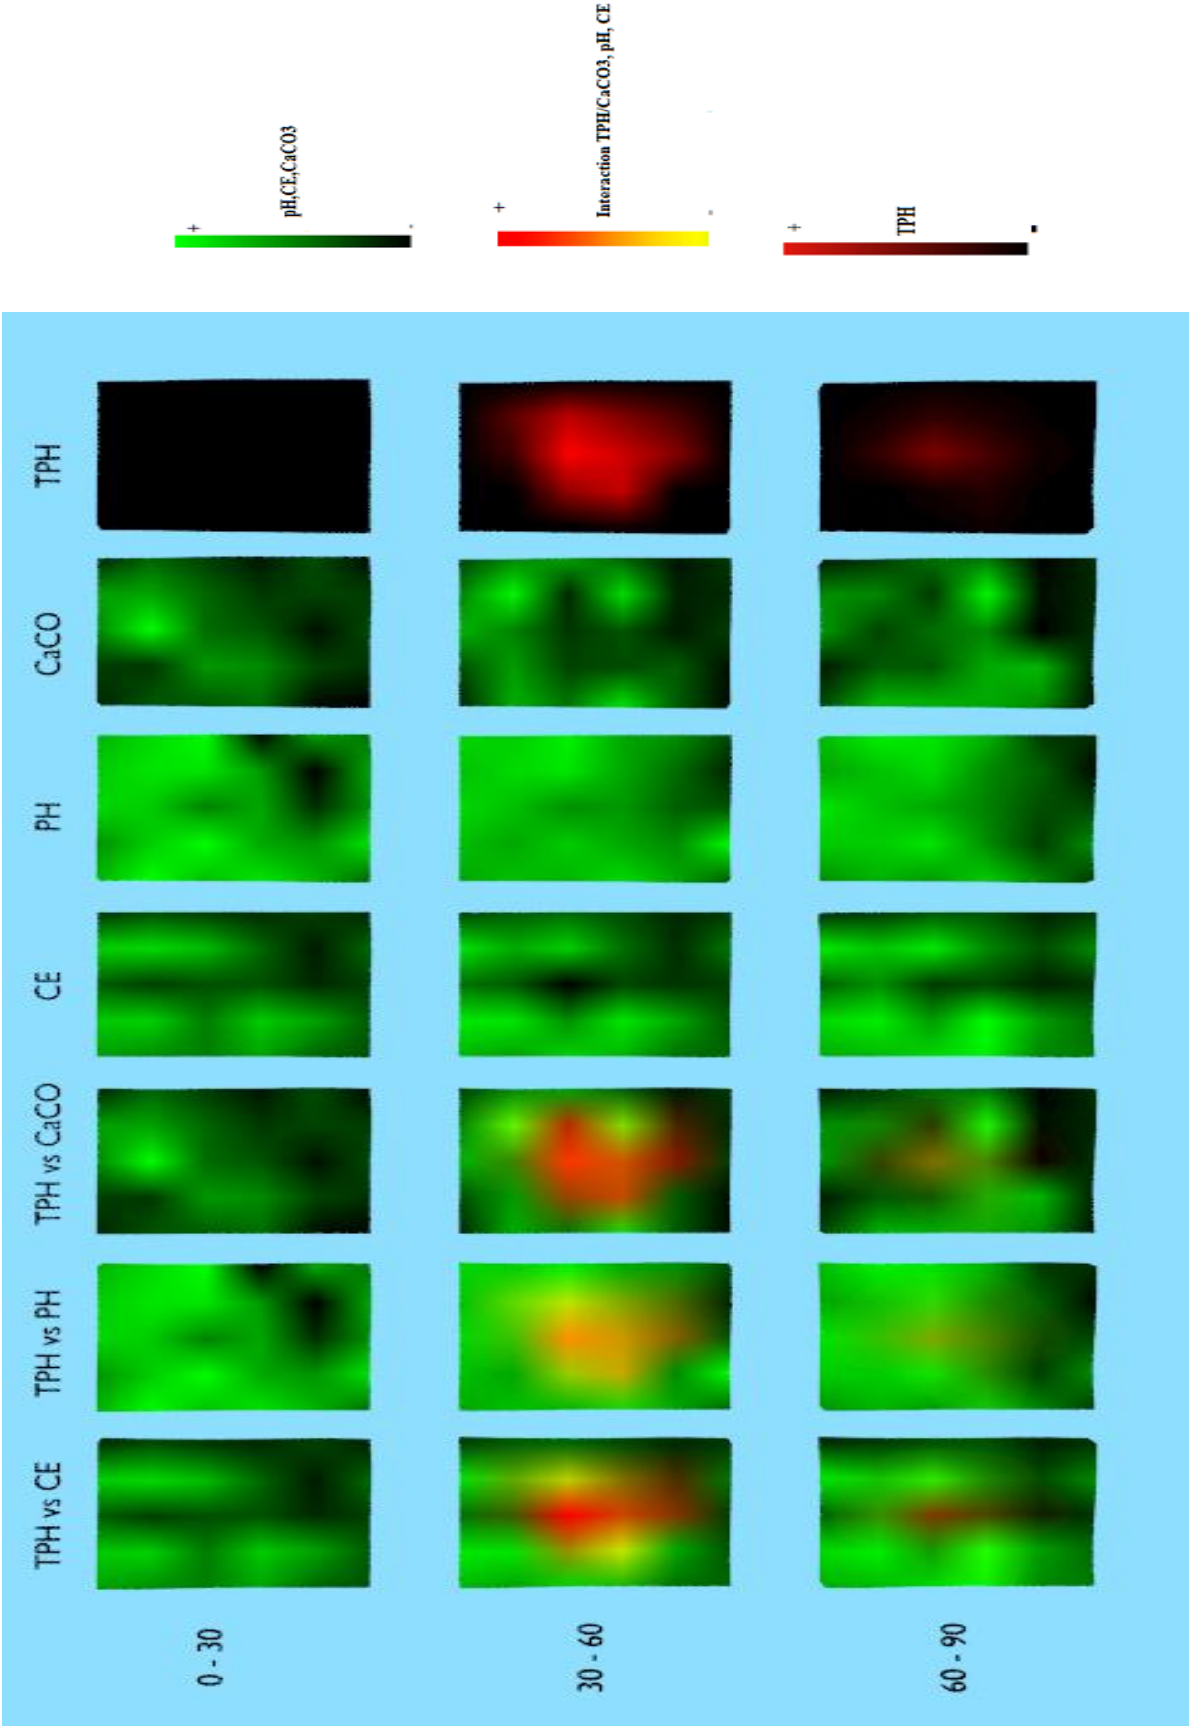 TPH vs CE
TPH vs PH
TPH vs CaCO
CE
PH
CaCO
TPH
0 - 30
30 - 60
60 - 90
+
pH,CE,CaCO3
-
+
Interaction TPH/CaCO3, pH, CE
-
+
TPH
-